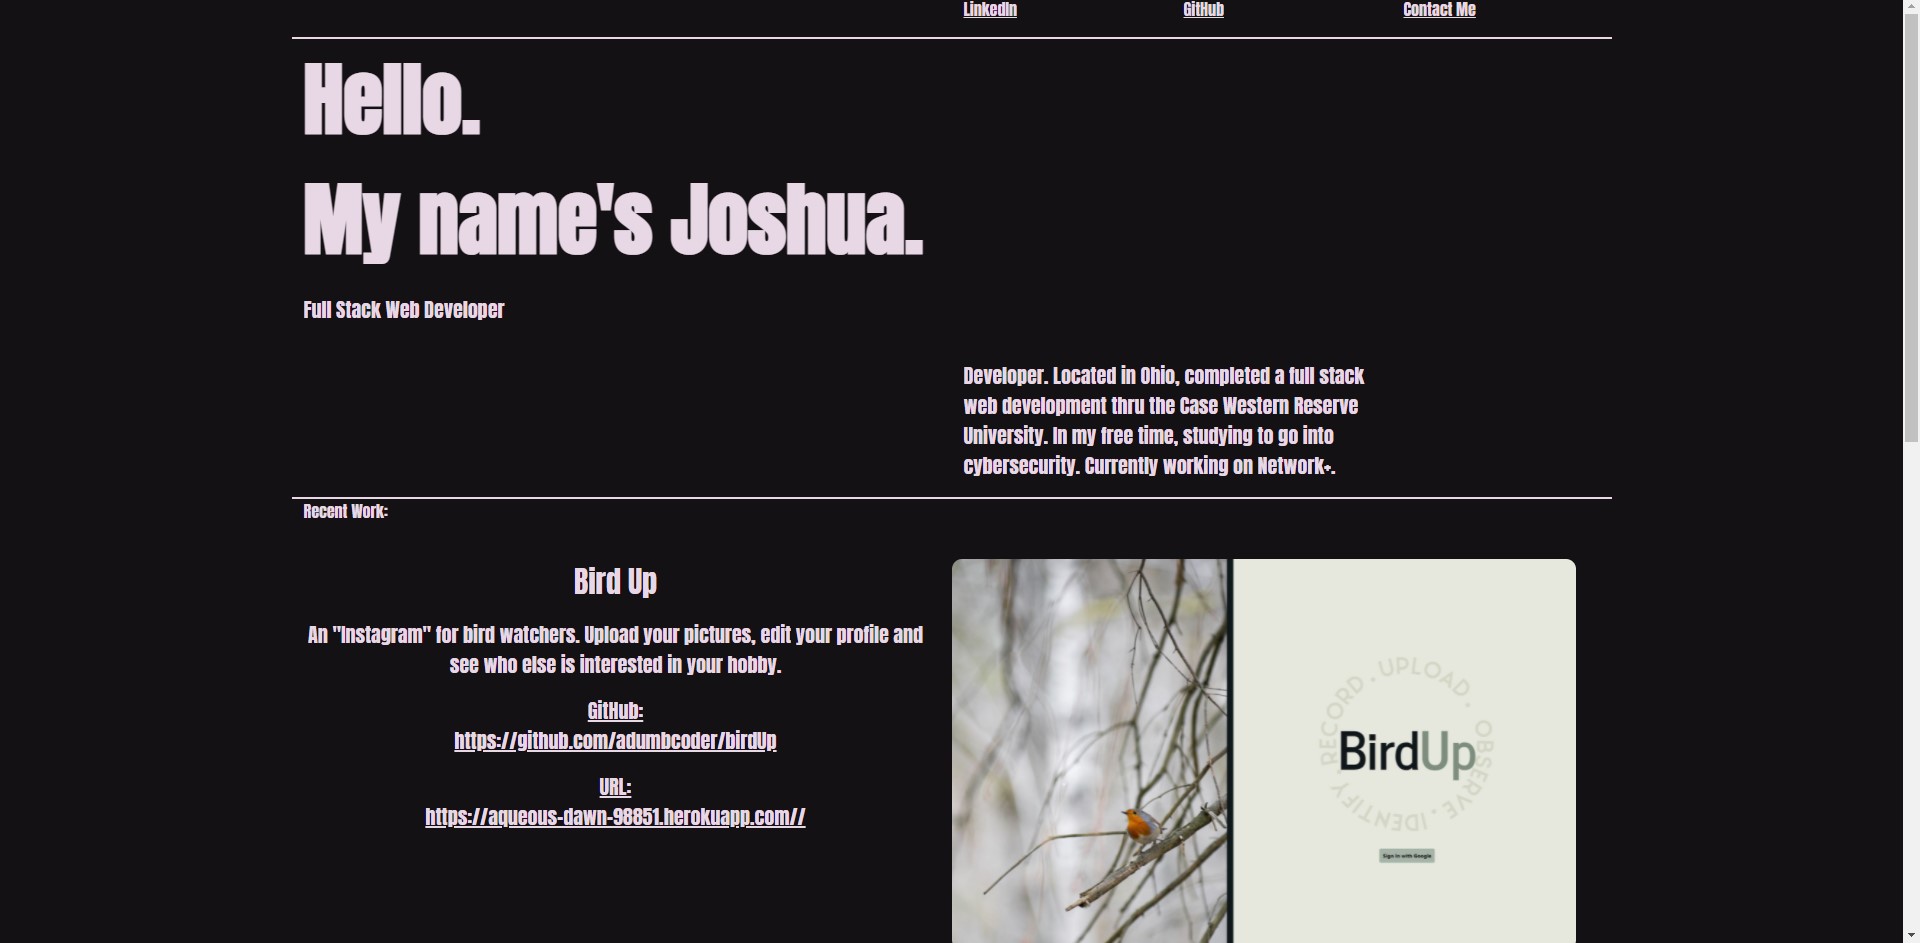 LinkedIn GitHub Contact Me
Hello.
My name's Joshua.
Full Stack Web Developer
Developer. Located in Ohio, completed a full stack
web development thru the Case Western Reserve
University. In my free time, studying to go into
cybersecurity. Currently working on Network+.
Recent Work:
Bird Up
An "Instagram" for bird watchers. Upload your pictures, edit your profile and
see who else is interested in your hobby.
GitHub:
https://github.com/adumbcoder/birdUp
URL:
https://aqueous-dawn-98851.herokuapp.com//
RECORD . UPLOAD . OBSERVE . IDENTIFY .
BirdUp
Sign in with Google